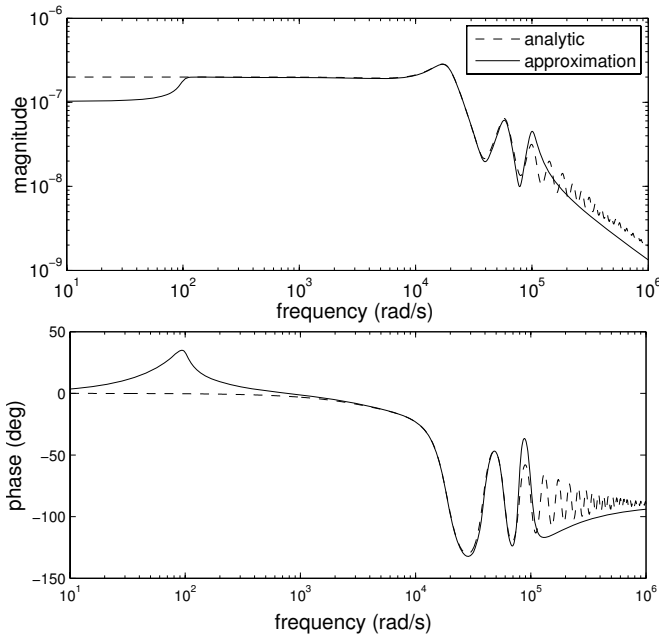 10^-6
10^-7
10^-8
10^-9
magnitude
analytic
approximation
10^1 10^2 10^3 10^4 10^5 10^6
frequency (rad/s)
50
0
−50
−100
−150
phase (deg)
10^1 10^2 10^3 10^4 10^5 10^6
frequency (rad/s)